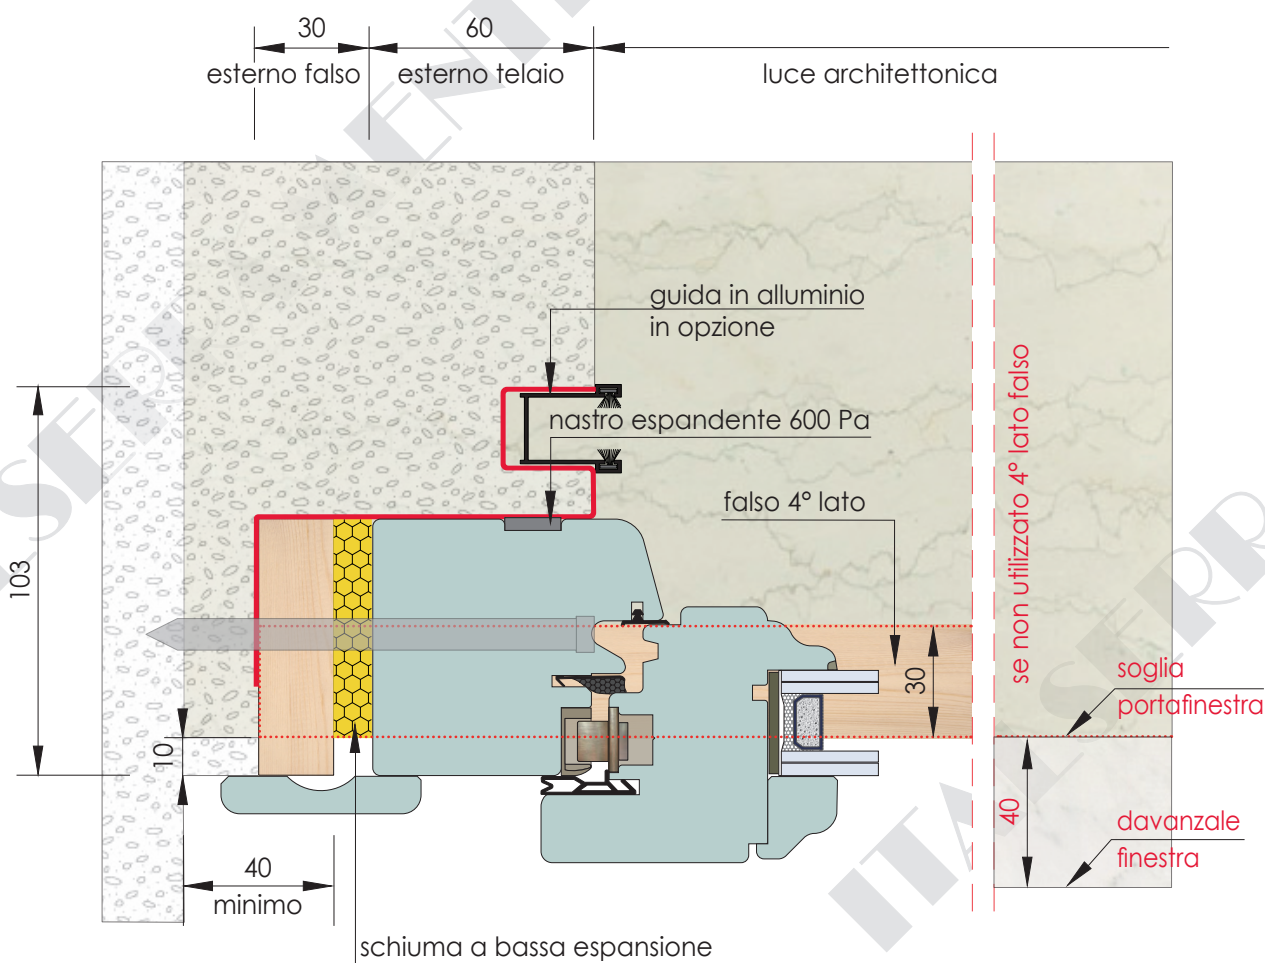 30
60
esterno falso
esterno telaio
luce architettonica
guida in alluminio
in opzione
nastro espandente 600 Pa
falso 4° lato
se non utilizzato 4° lato falso
103
30
soglia
portafinestra
10
40
davanzale
finestra
40
minimo
schiuma a bassa espansione